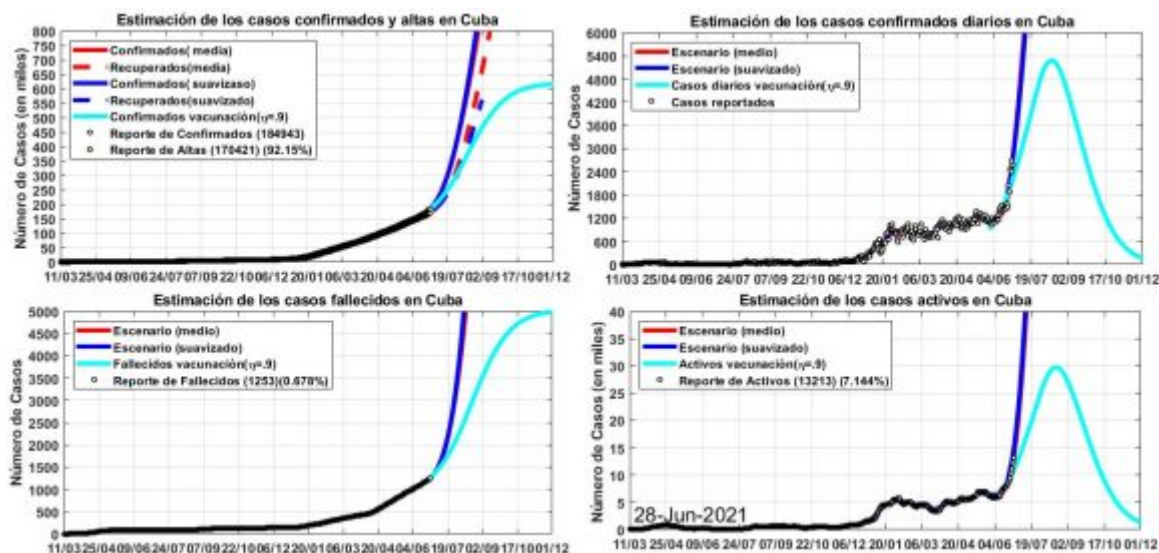 Estimación de los casos confirmados y altas en Cuba
Número de Casos (en miles)
800
750
700
650
600
550
500
450
400
350
300
250
200
150
100
50
0
Confirmados( media)
Recuperados(media)
Confirmados( suavizaso)
Recuperados(suavizado)
Confirmados vacunación(η=.9)
Reporte de Confirmados (184943)
Reporte de Altas (170421) (92.15%)
11/03 25/04 09/06 24/07 07/09 22/10 06/12 20/01 06/03 20/04 04/06 19/07 02/09 17/10 01/12
Estimación de los casos confirmados diarios en Cuba
Número de Casos
6000
5400
4800
4200
3600
3000
2400
1800
1200
600
0
Escenario (medio)
Escenario (suavizado)
Casos diarios vacunación(η=.9)
Casos reportados
11/03 25/04 09/06 24/07 07/09 22/10 06/12 20/01 06/03 20/04 04/06 19/07 02/09 17/10 01/12
Estimación de los casos fallecidos en Cuba
Número de Casos
5000
4500
4000
3500
3000
2500
2000
1500
1000
500
0
Escenario (medio)
Escenario (suavizado)
Fallecidos vacunación(η=.9)
Reporte de Fallecidos (1253)(0.678%)
11/03 25/04 09/06 24/07 07/09 22/10 06/12 20/01 06/03 20/04 04/06 19/07 02/09 17/10 01/12
Estimación de los casos activos en Cuba
Número de Casos (en miles)
40
35
30
25
20
15
10
5
0
Escenario (medio)
Escenario (suavizado)
Activos vacunación(η=.9)
Reporte de Activos (13213) (7.144%)
28-Jun-2021
11/03 25/04 09/06 24/07 07/09 22/10 06/12 20/01 06/03 20/04 04/06 19/07 02/09 17/10 01/12